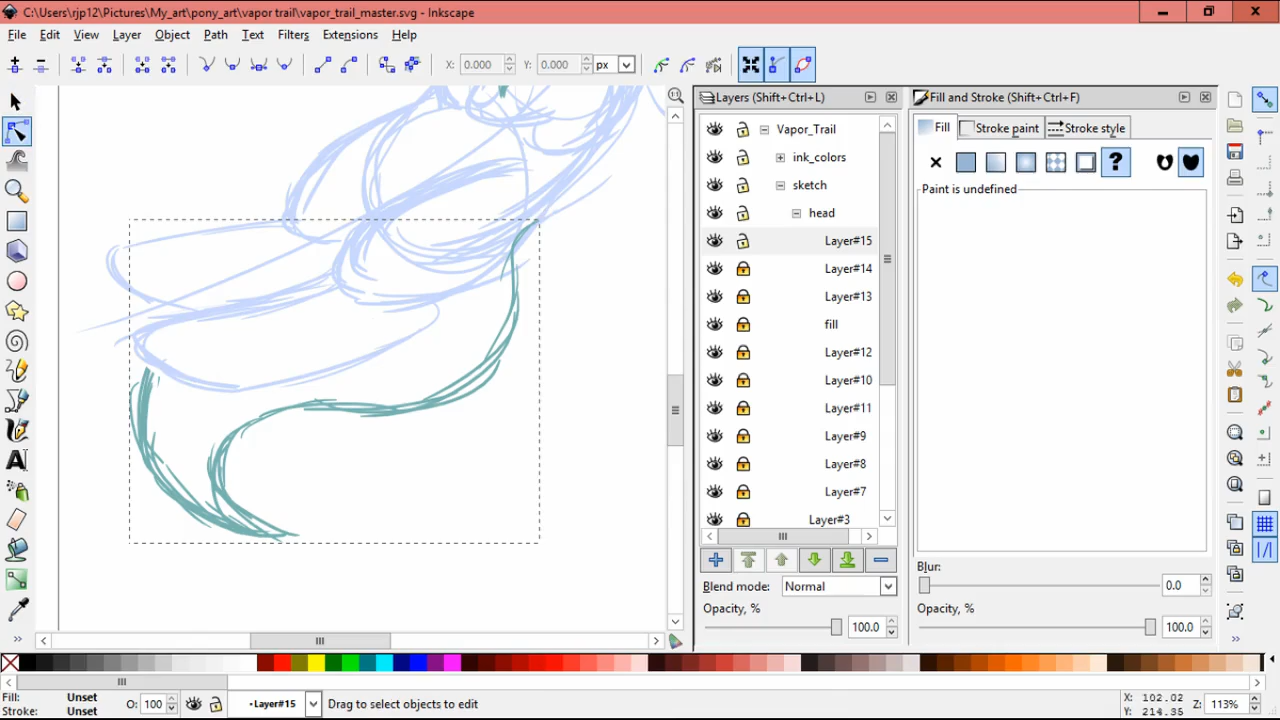 C:\Users\rjp12\Pictures\My_art\pony_art\vapor trail\vapor_trail_master.svg - Inkscape
File Edit View Layer Object Path Text Filters Extensions Help
X: 0.000 Y: 0.000 px
Layers (Shift+Ctrl+L)
Vapor_Trail
ink_colors
sketch
head
Layer#15
Layer#14
Layer#13
fill
Layer#12
Layer#10
Layer#11
Layer#9
Layer#8
Layer#7
Layer#3
Blend mode: Normal
Opacity, % 100.0
Fill and Stroke (Shift+Ctrl+F)
Fill Stroke paint Stroke style
Paint is undefined
Blur:
0.0
Opacity, %
100.0
Fill: Unset
Stroke: Unset
O: 100
•Layer#15
Drag to select objects to edit
X: 102.02
Y: 214.35
Z: 113%